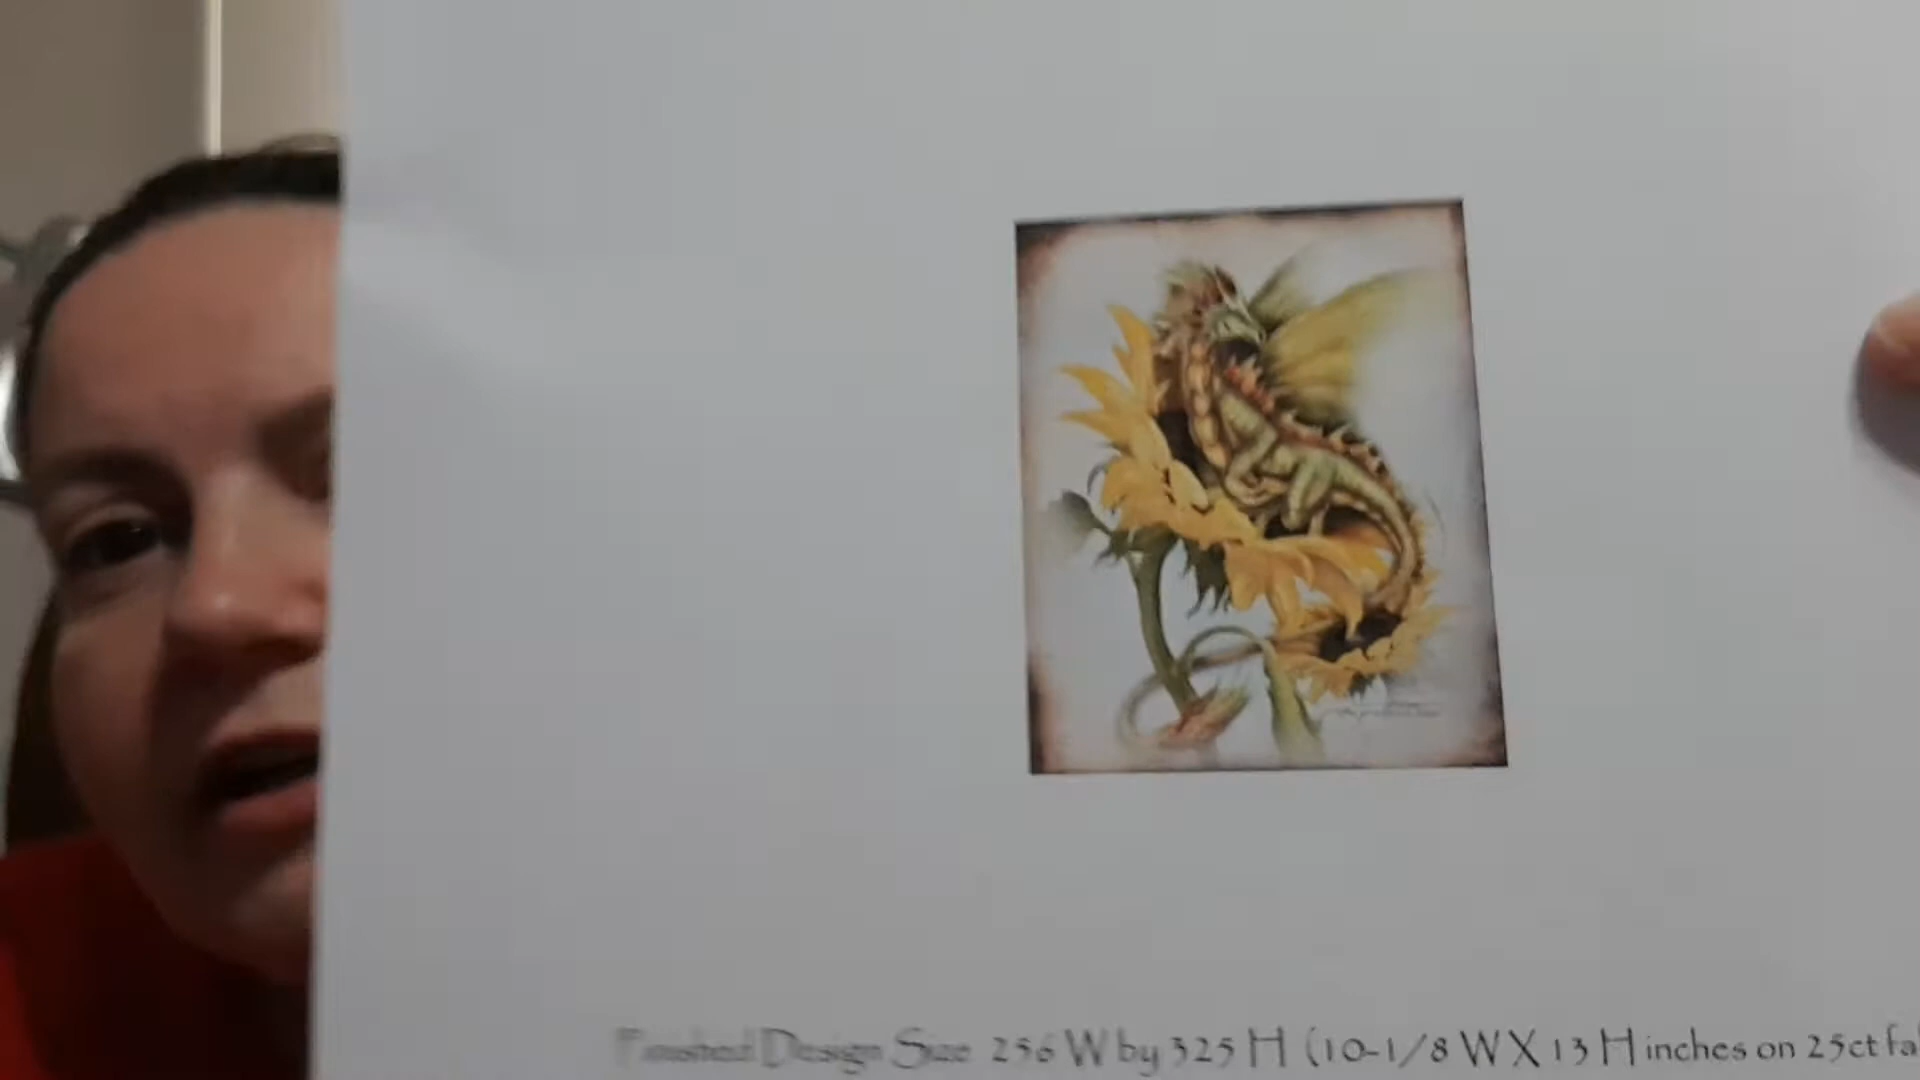 Finished Design Size 256 W by 325 H (10-1/8 W X 13 H inches on 25ct fa